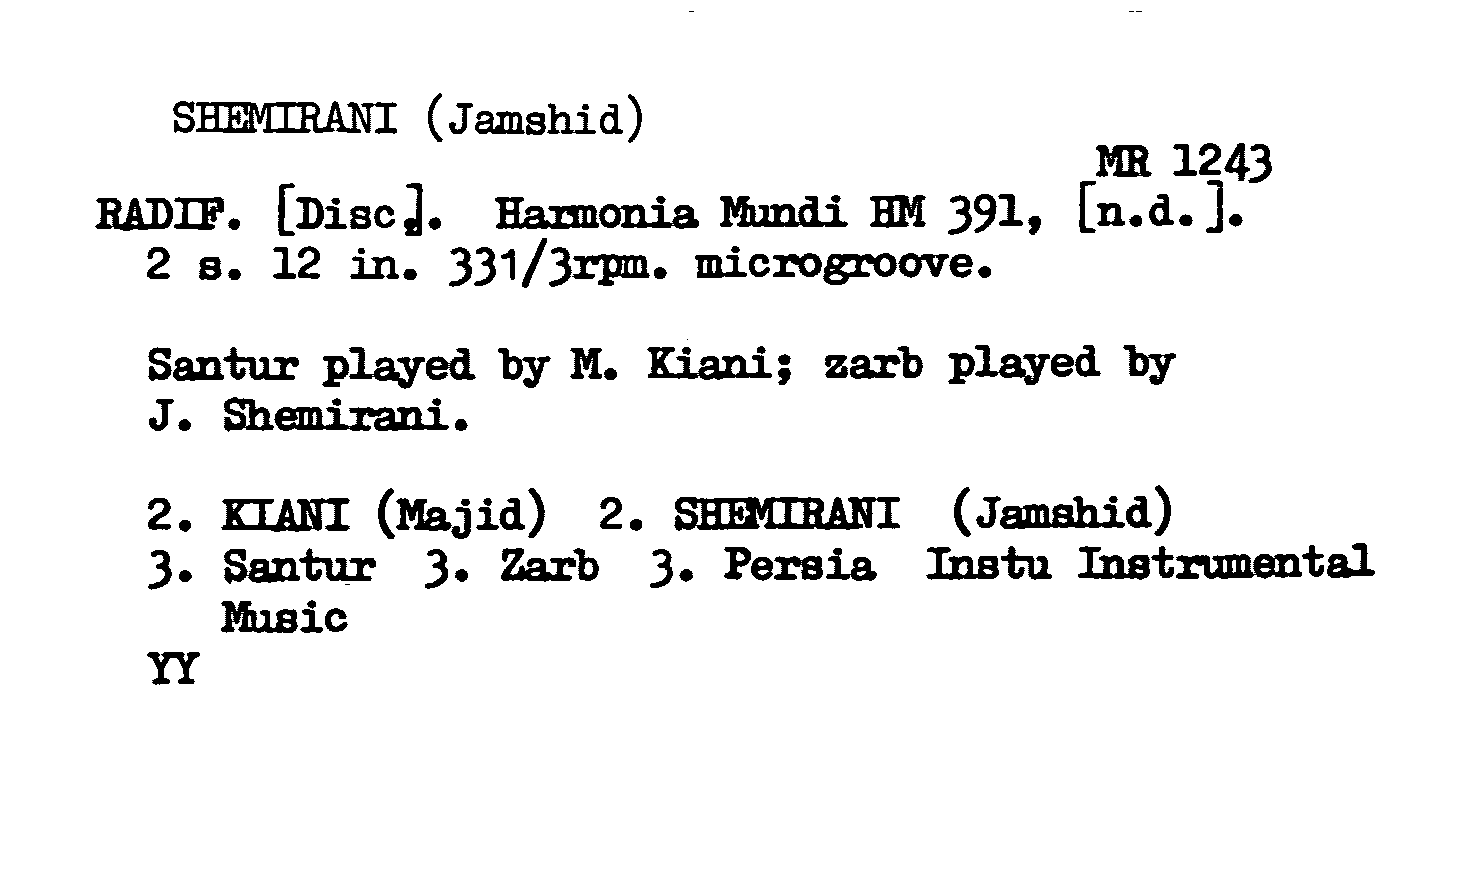 SHEMIRANI (Jamshid)
MR 1243
RADIF. [Disc.]. Harmonia Mundi HM 391, [n.d.].
2 s. 12 in. 331/3rpm. microgroove.
Santur played by M. Kiani; zarb played by
J. Shemirani.
2. KIANI (Majid) 2. SHEMIRANI (Jamshid)
3. Santur 3. Zarb 3. Persia Instu Instrumental
Music
YY